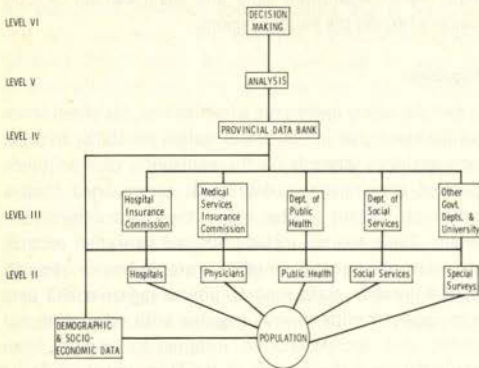 LEVEL VI
DECISION
MAKING
LEVEL V
ANALYSIS
LEVEL IV
PROVINCIAL DATA BANK
LEVEL III
Hospital
Insurance
Commission
Medical
Services
Insurance
Commission
Dept. of
Public
Health
Dept. of
Social
Services
Other
Govt.
Depts. &
University
LEVEL II
Hospitals
Physicians
Public Health
Social Services
Special
Surveys
DEMOGRAPHIC
& SOCIO-
ECONOMIC DATA
POPULATION